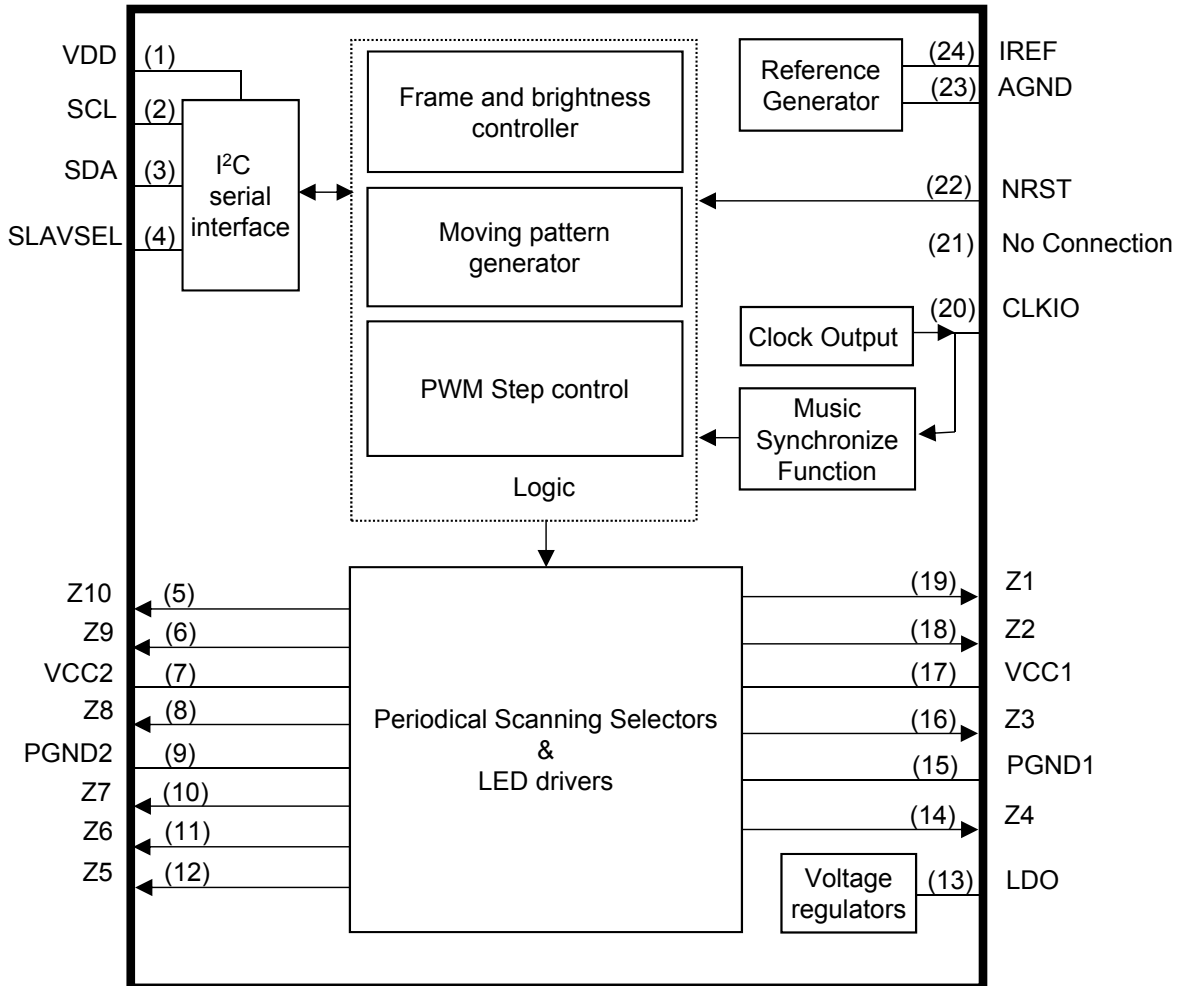 VDD (1)
SCL (2)
SDA (3)
SLAVSEL (4)
I²C
serial
interface
Frame and brightness
controller
Moving pattern
generator
PWM Step control
Logic
Reference
Generator
(24) IREF
(23) AGND
(22) NRST
(21) No Connection
(20) CLKIO
Clock Output
Music
Synchronize
Function
Z10 (5)
Z9 (6)
VCC2 (7)
Z8 (8)
PGND2 (9)
Z7 (10)
Z6 (11)
Z5 (12)
Periodical Scanning Selectors
&
LED drivers
(19) Z1
(18) Z2
(17) VCC1
(16) Z3
(15) PGND1
(14) Z4
Voltage
regulators
(13) LDO